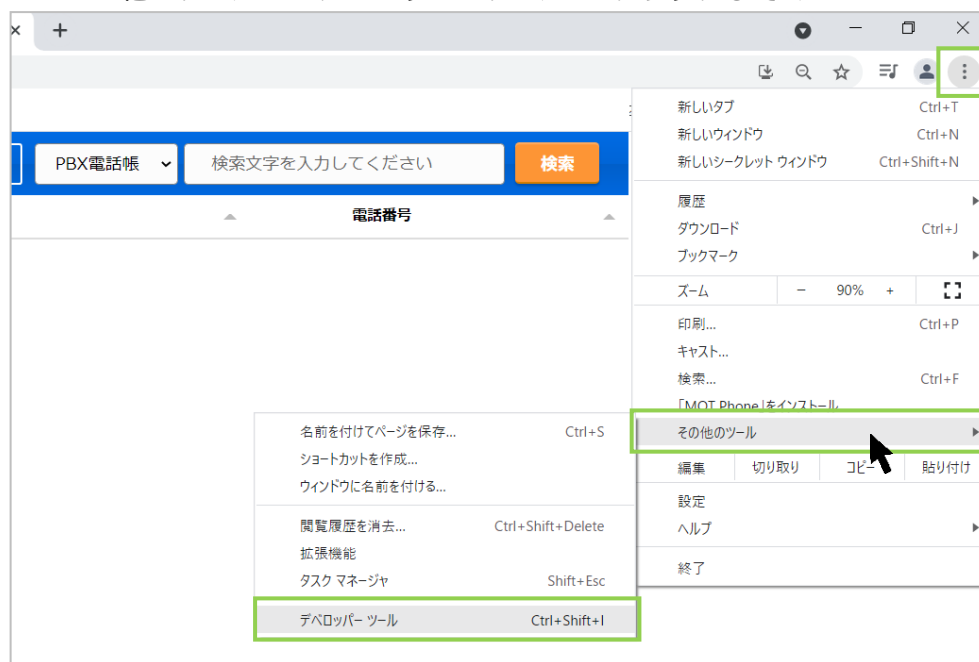 PBX電話帳
検索文字を入力してください
検索
電話番号
新しいタブ Ctrl+T
新しいウィンドウ Ctrl+N
新しいシークレット ウィンドウ Ctrl+Shift+N
履歴
ダウンロード Ctrl+J
ブックマーク
ズーム － 90% +
印刷... Ctrl+P
キャスト...
検索... Ctrl+F
「MOT Phone」をインストール
その他のツール
編集 切り取り コピー 貼り付け
設定
ヘルプ
終了
名前を付けてページを保存... Ctrl+S
ショートカットを作成...
ウィンドウに名前を付ける...
閲覧履歴を消去... Ctrl+Shift+Delete
拡張機能
タスク マネージャ Shift+Esc
デベロッパー ツール Ctrl+Shift+I